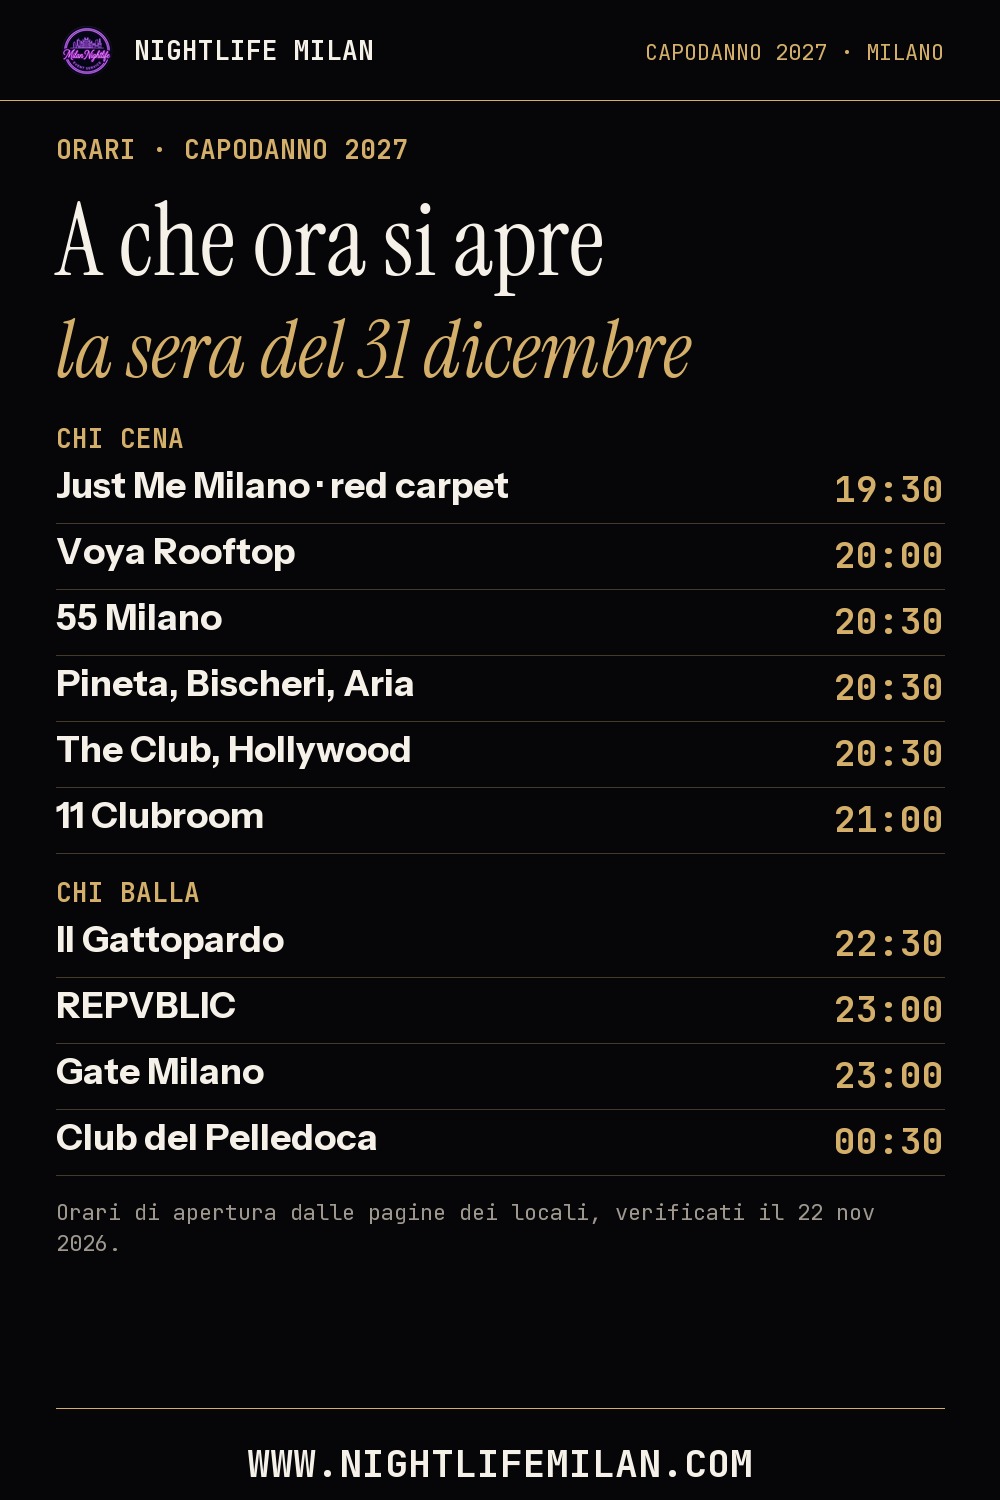 Milan Nightlife
NIGHTLIFE MILAN
CAPODANNO 2027 · MILANO
ORARI · CAPODANNO 2027
A che ora si apre
la sera del 31 dicembre
CHI CENA
Just Me Milano · red carpet 19:30
Voya Rooftop 20:00
55 Milano 20:30
Pineta, Bischeri, Aria 20:30
The Club, Hollywood 20:30
11 Clubroom 21:00
CHI BALLA
Il Gattopardo 22:30
REPVBLIC 23:00
Gate Milano 23:00
Club del Pelledoca 00:30
Orari di apertura dalle pagine dei locali, verificati il 22 nov
2026.
WWW.NIGHTLIFEMILAN.COM